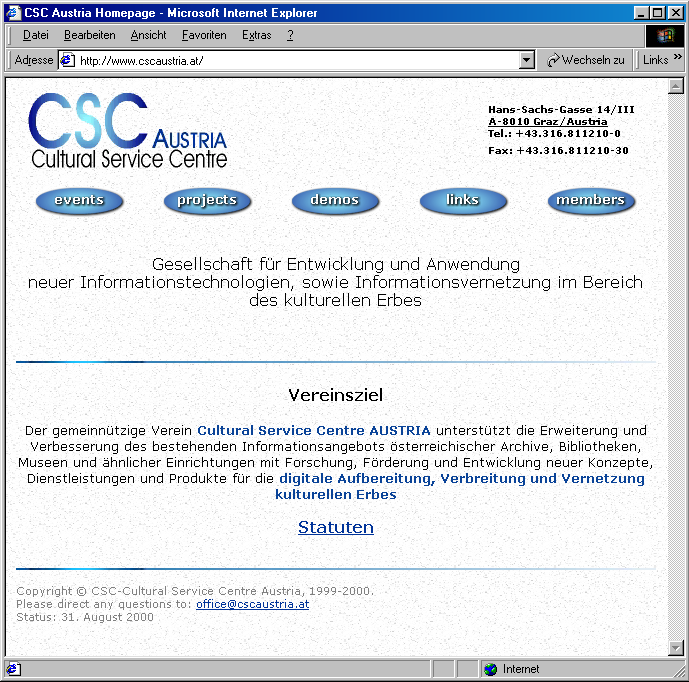 CSC Austria Homepage - Microsoft Internet Explorer
Datei Bearbeiten Ansicht Favoriten Extras ?
Adresse http://www.cscaustria.at/ Wechseln zu Links »
CSC AUSTRIA
Cultural Service Centre
Hans-Sachs-Gasse 14/III
A-8010 Graz/Austria
Tel.: +43.316.811210-0
Fax: +43.316.811210-30
events projects demos links members
Gesellschaft für Entwicklung und Anwendung
neuer Informationstechnologien, sowie Informationsvernetzung im Bereich
des kulturellen Erbes
Vereinsziel
Der gemeinnützige Verein Cultural Service Centre AUSTRIA unterstützt die Erweiterung und
Verbesserung des bestehenden Informationsangebots österreichischer Archive, Bibliotheken,
Museen und ähnlicher Einrichtungen mit Forschung, Förderung und Entwicklung neuer Konzepte,
Dienstleistungen und Produkte für die digitale Aufbereitung, Verbreitung und Vernetzung
kulturellen Erbes
Statuten
Copyright © CSC-Cultural Service Centre Austria, 1999-2000.
Please direct any questions to: office@cscaustria.at
Status: 31. August 2000
Internet